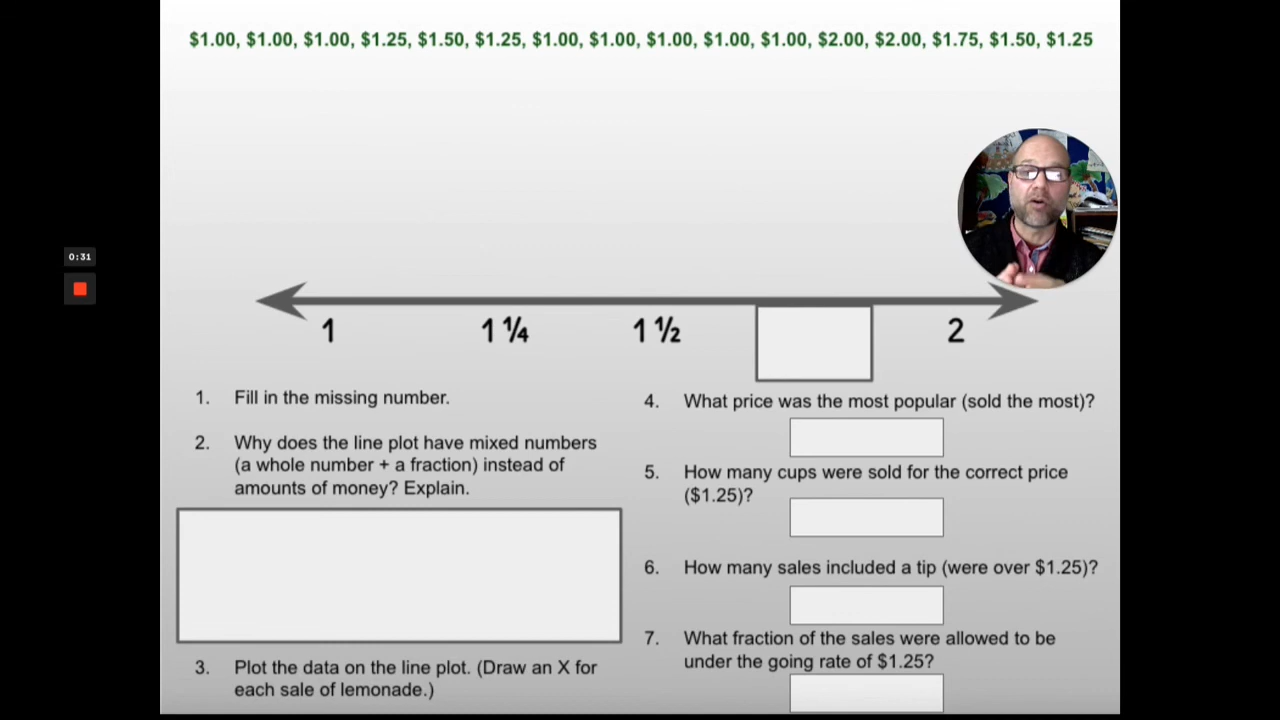 $1.00, $1.00, $1.00, $1.25, $1.50, $1.25, $1.00, $1.00, $1.00, $1.00, $1.00, $2.00, $2.00, $1.75, $1.50, $1.25
0:31
1
1 ¼
1 ½
2
1. Fill in the missing number.
2. Why does the line plot have mixed numbers
(a whole number + a fraction) instead of
amounts of money? Explain.
3. Plot the data on the line plot. (Draw an X for
each sale of lemonade.)
4. What price was the most popular (sold the most)?
5. How many cups were sold for the correct price
($1.25)?
6. How many sales included a tip (were over $1.25)?
7. What fraction of the sales were allowed to be
under the going rate of $1.25?